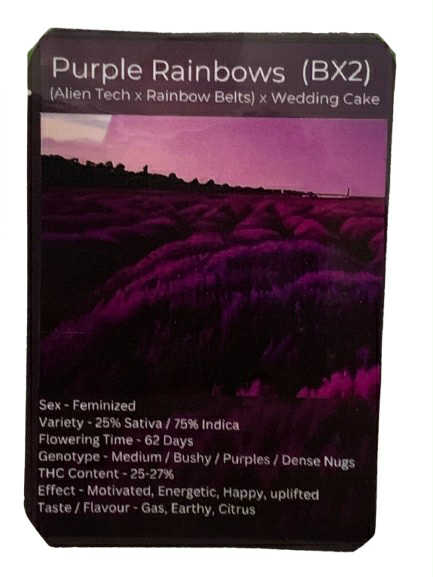 Purple Rainbows (BX2)
(Alien Tech x Rainbow Belts) x Wedding Cake
Sex - Feminized
Variety - 25% Sativa / 75% Indica
Flowering Time - 62 Days
Genotype - Medium / Bushy / Purples / Dense Nugs
THC Content - 25-27%
Effect - Motivated, Energetic, Happy, uplifted
Taste / Flavour - Gas, Earthy, Citrus